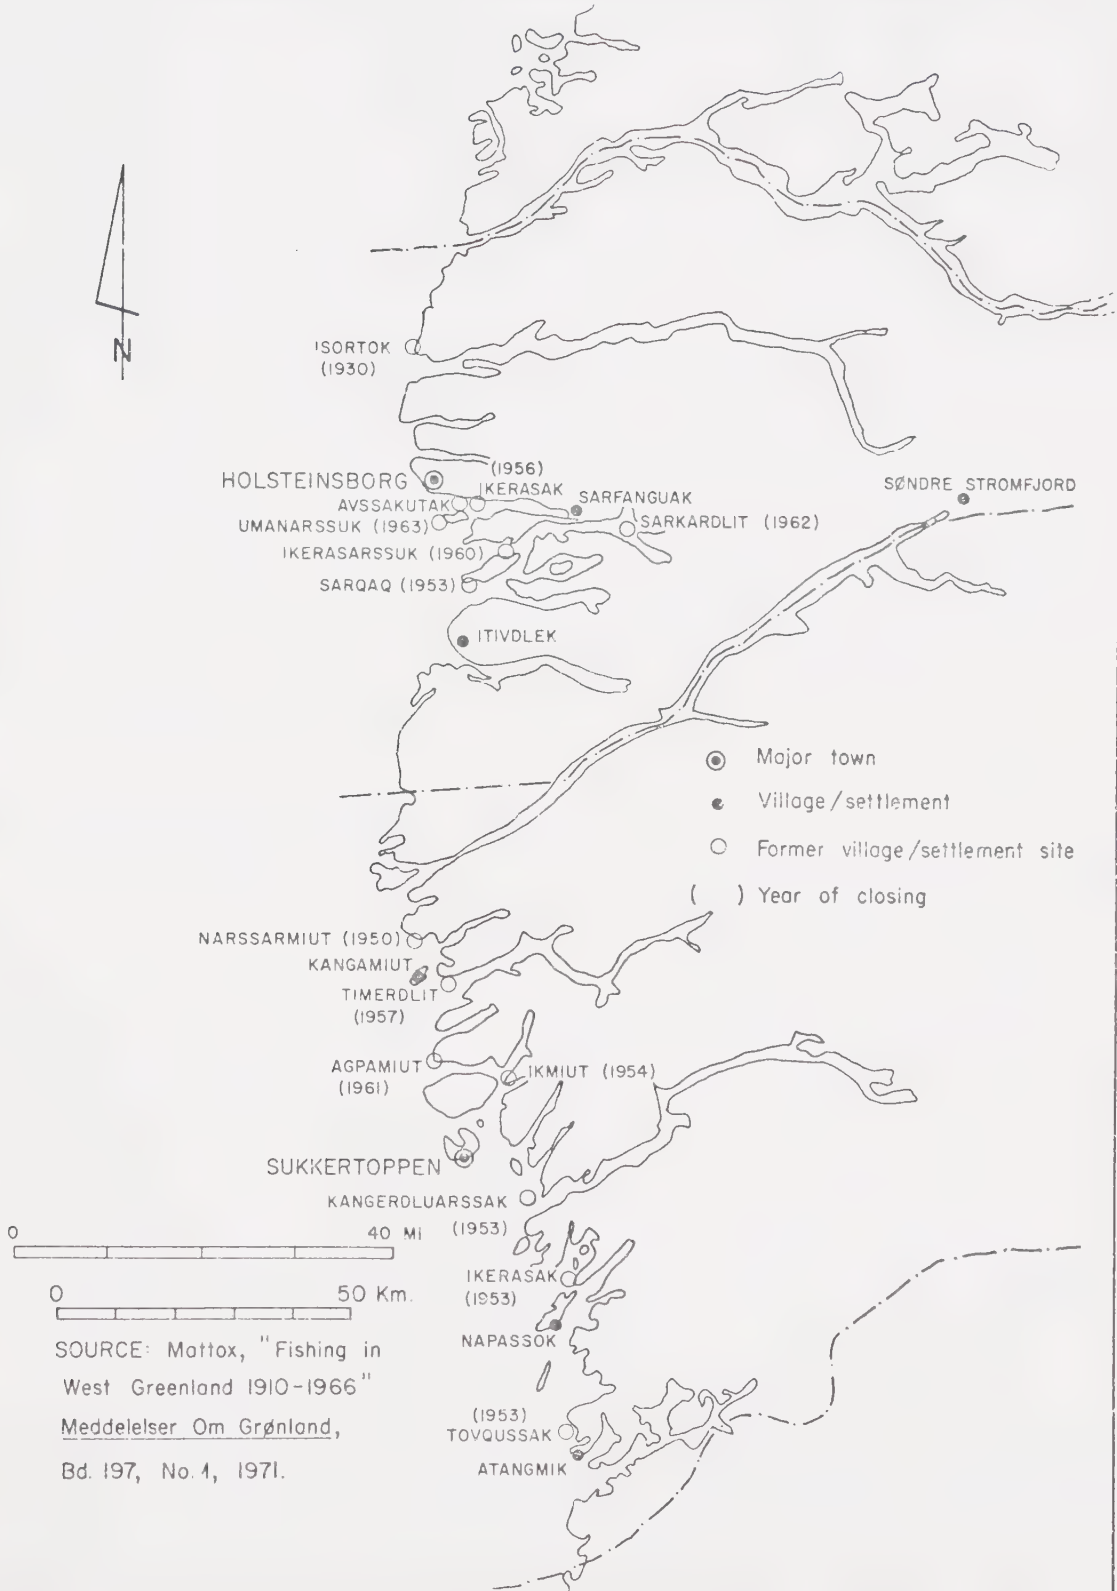 N
ISORTOK
(1930)
HOLSTEINSBORG
(1956)
IKERASAK
AVSSAKUTAK
SARFANGUAK
SØNDRE STROMFJORD
UMANARSSUK (1963)
SARKARDLIT (1962)
IKERASARSSUK (1960)
SARQAQ (1953)
ITIVDLEK
Major town
Village/settlement
Former village/settlement site
( ) Year of closing
NARSSARMIUT (1950)
KANGAMIUT
TIMERDLIT
(1957)
AGPAMIUT
(1961)
IKMIUT (1954)
SUKKERTOPPEN
KANGERDLUARSSAK
(1953)
0 40 MI
IKERASAK
(1953)
0 50 Km.
NAPASSOK
SOURCE: Mattox, "Fishing in
West Greenland 1910-1966"
Meddelelser Om Grønland,
Bd. 197, No. 1, 1971.
(1953)
TOVQUSSAK
ATANGMIK